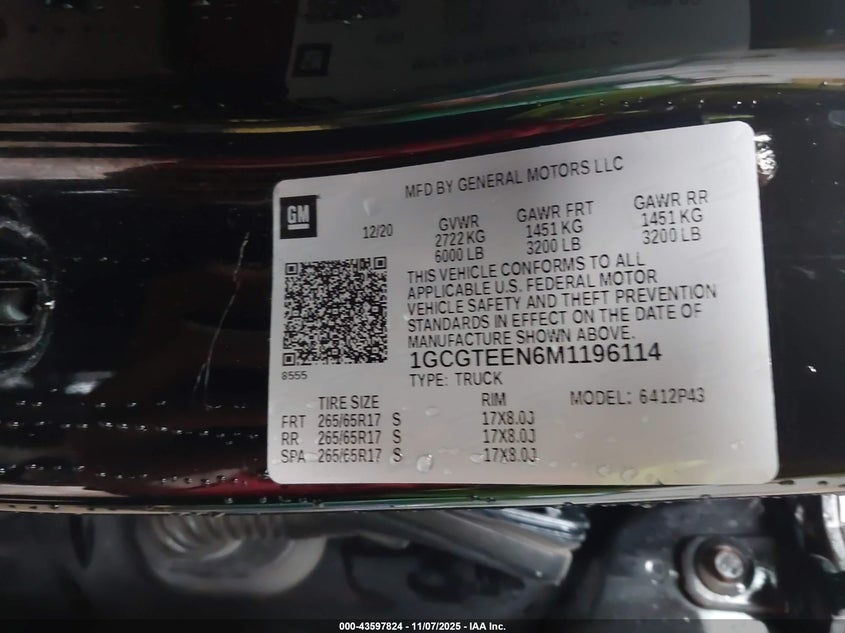 MFD BY GENERAL MOTORS LLC
GM
12/20
GVWR GAWR FRT GAWR RR
2722 KG 1451 KG 1451 KG
6000 LB 3200 LB 3200 LB
THIS VEHICLE CONFORMS TO ALL
APPLICABLE U.S. FEDERAL MOTOR
VEHICLE SAFETY AND THEFT PREVENTION
STANDARDS IN EFFECT ON THE DATE OF
MANUFACTURE SHOWN ABOVE.
1GCGTEEN6M1196114
8555
TYPE: TRUCK
TIRE SIZE RIM MODEL: 6412P43
FRT 265/65R17 S 17X8.0J
RR 265/65R17 S 17X8.0J
SPA 265/65R17 S 17X8.0J
000-43597824 | 11/07/2025 - IAA Inc.